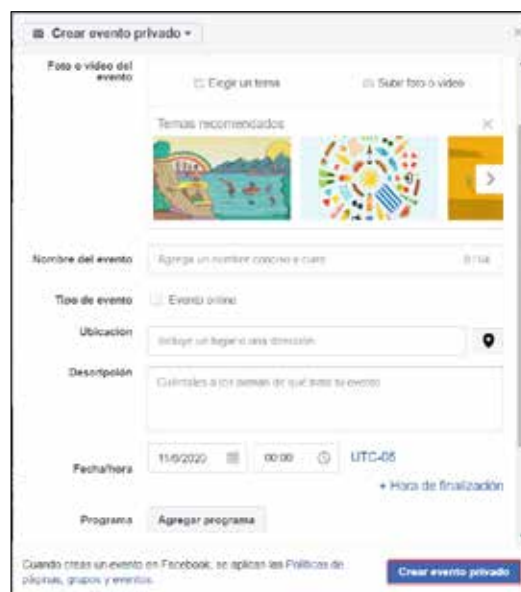 Crear evento privado
Foto o video del
evento
Elegir un tema
Subir foto o video
Temas recomendados
Nombre del evento
Agrega un nombre conciso y claro
Tipo de evento
Evento online
Ubicacion
Incluye un lugar o una dirección
Descripción
Cuéntales a los demás de qué trata tu evento
Fecha/hora
11/6/2020
00:00
UTC-05
+ Hora de finalización
Programa
Agregar programa
Cuando creas un evento en Facebook, se aplican las Políticas de
páginas, grupos y eventos.
Crear evento privado